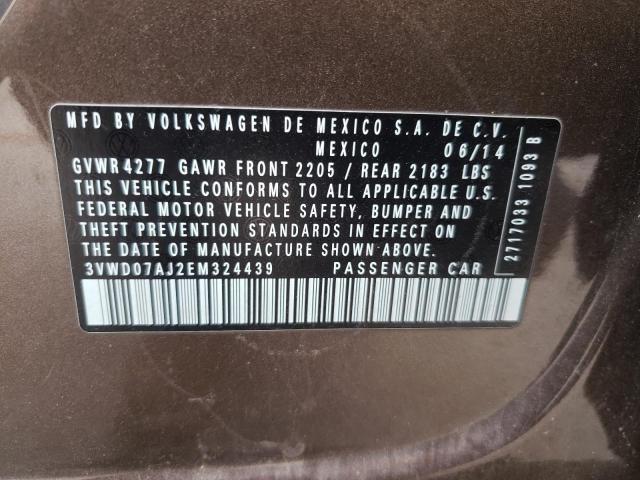 MFD BY VOLKSWAGEN DE MEXICO S.A. DE C.V.
MEXICO 06/14
GVWR 4277 GAWR FRONT 2205 / REAR 2183 LBS
THIS VEHICLE CONFORMS TO ALL APPLICABLE U.S.
FEDERAL MOTOR VEHICLE SAFETY, BUMPER AND
THEFT PREVENTION STANDARDS IN EFFECT ON
THE DATE OF MANUFACTURE SHOWN ABOVE.
3VWD07AJ2EM324439 PASSENGER CAR
2717033 1093 B